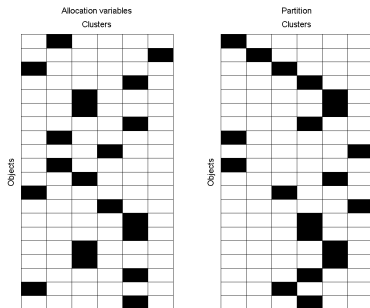 Allocation variables
Clusters
Objects
Partition
Clusters
Objects